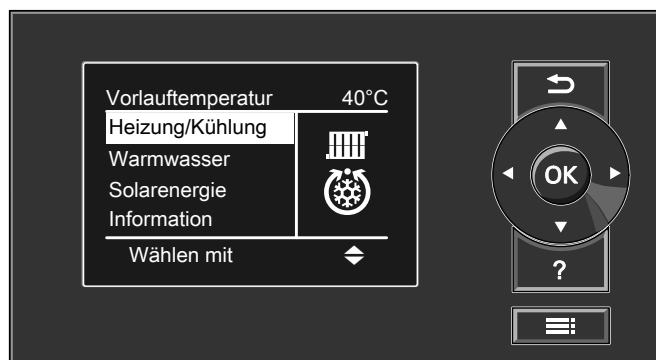 Vorlauftemperatur 40°C
Heizung/Kühlung
Warmwasser
Solarenergie
Information
Wählen mit
OK
?